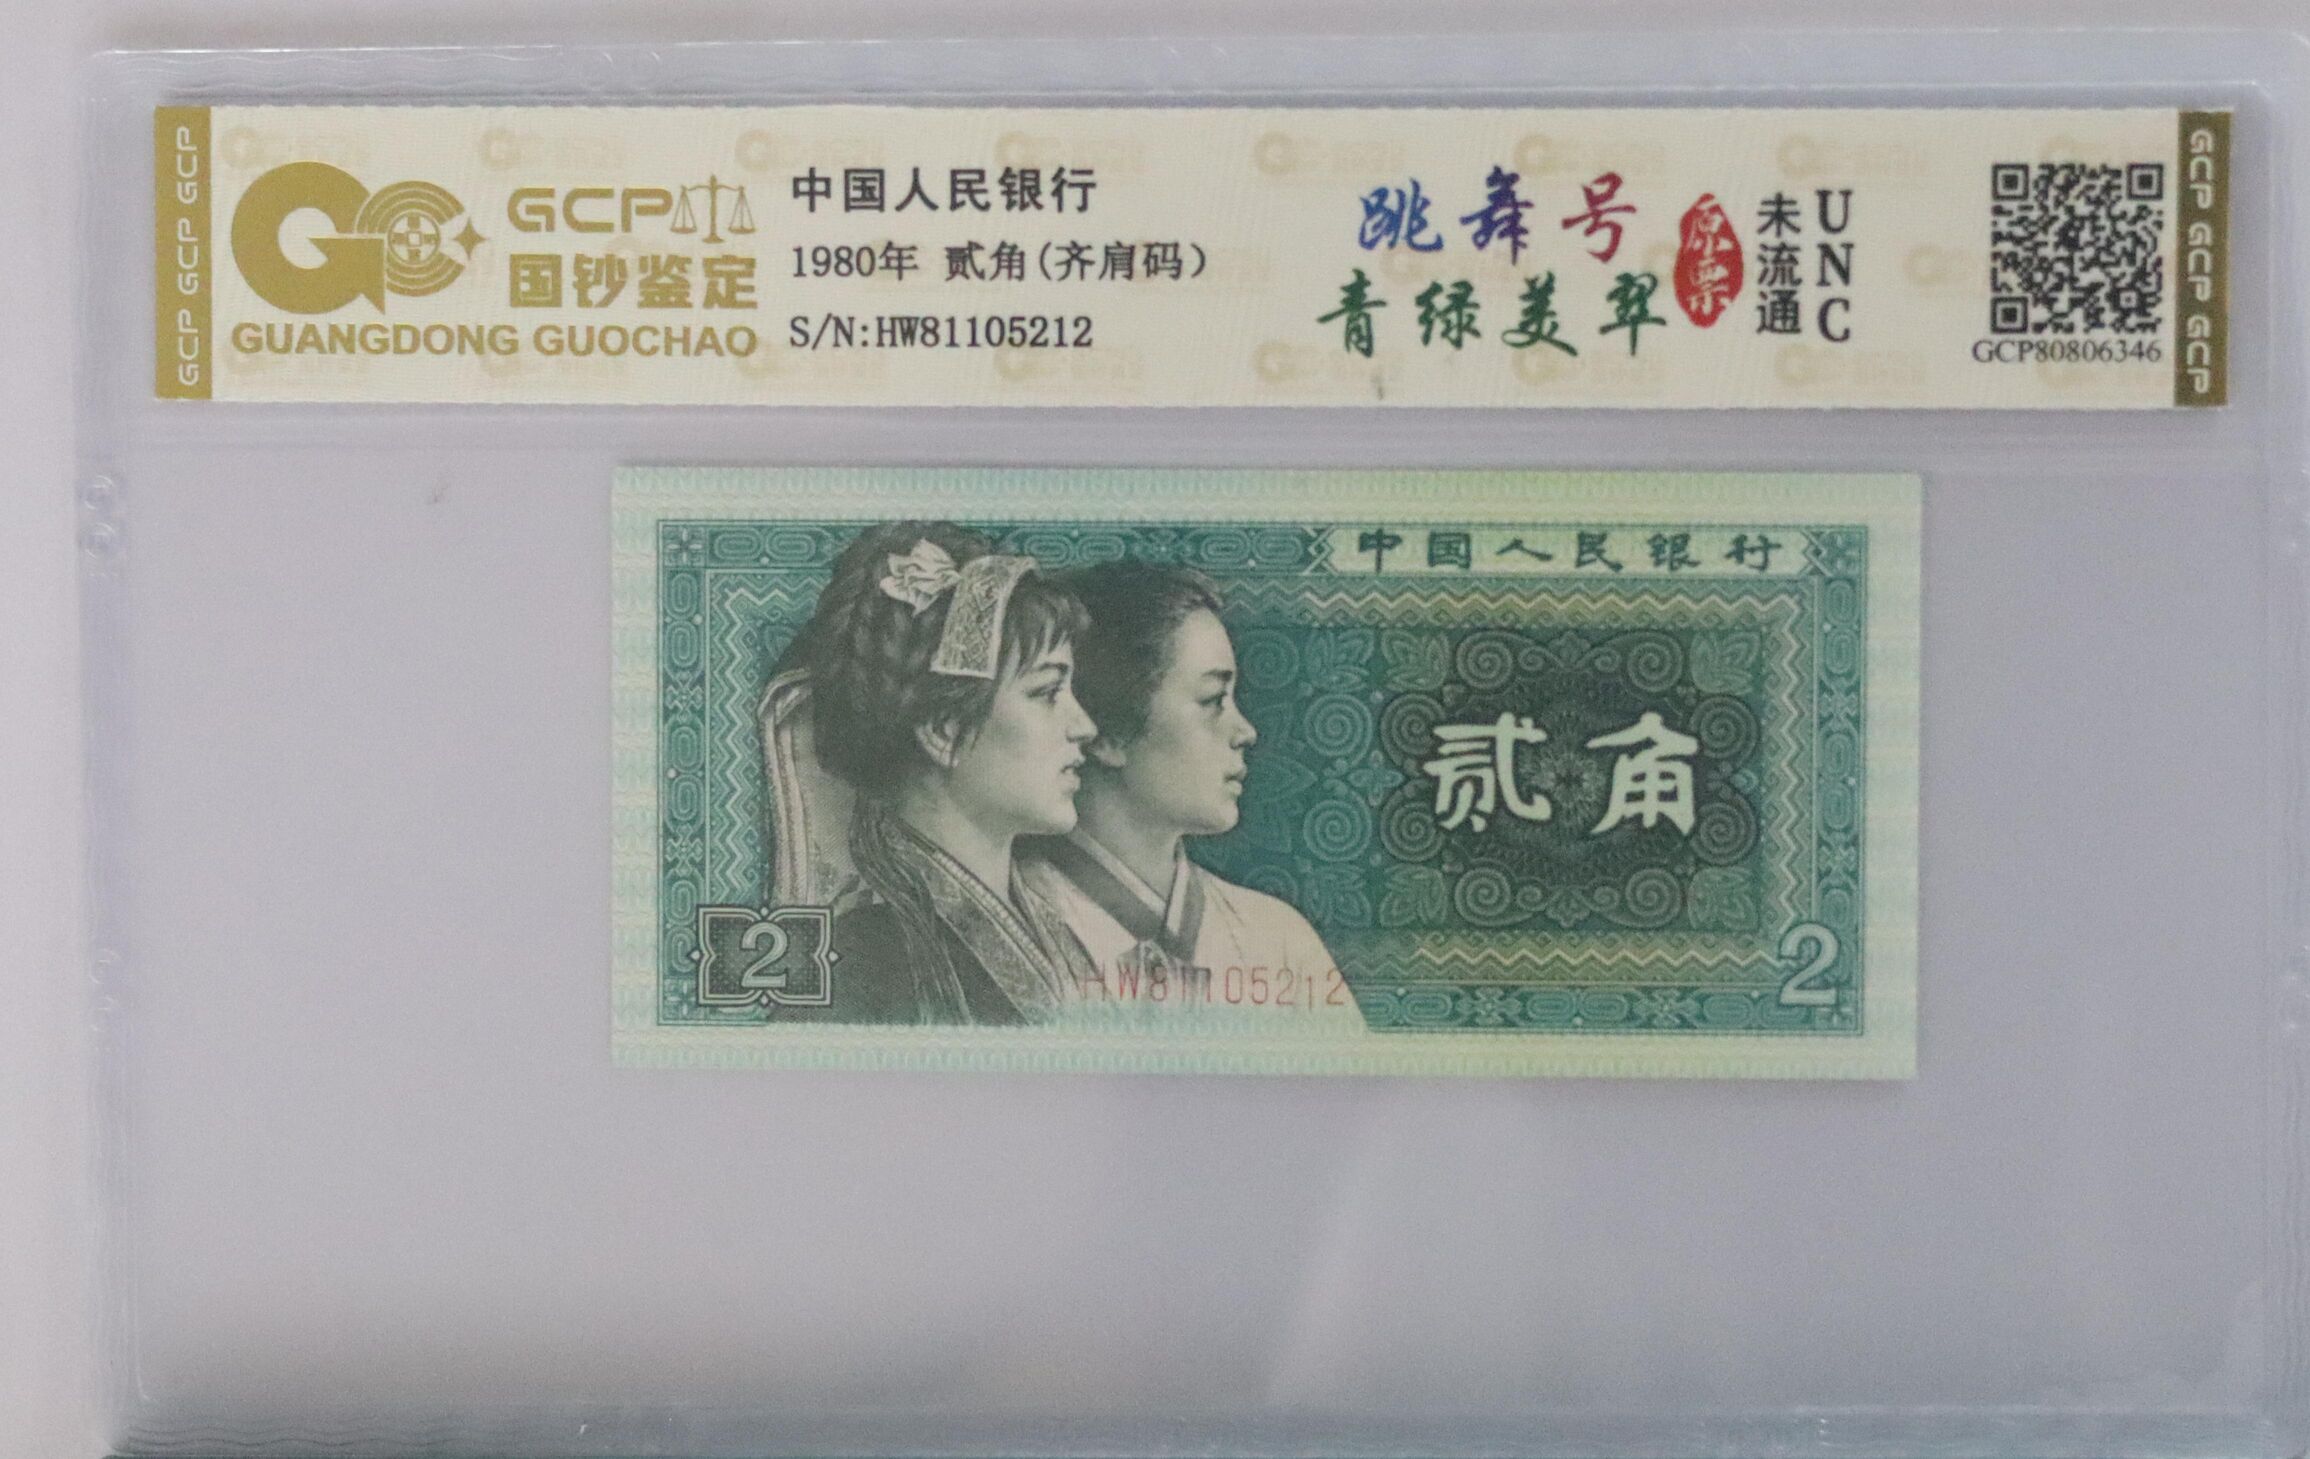 GCP GCP GCP
GCP
国钞鉴定
GUANGDONG GUOCHAO
中国人民银行
1980年 贰角(齐肩码)
S/N:HW81105212
跳舞号
青绿美翠
原票
未流通
UNC
GCP80806346
GCP GCP GCP
中国人民银行
贰角
2
HW81105212
2